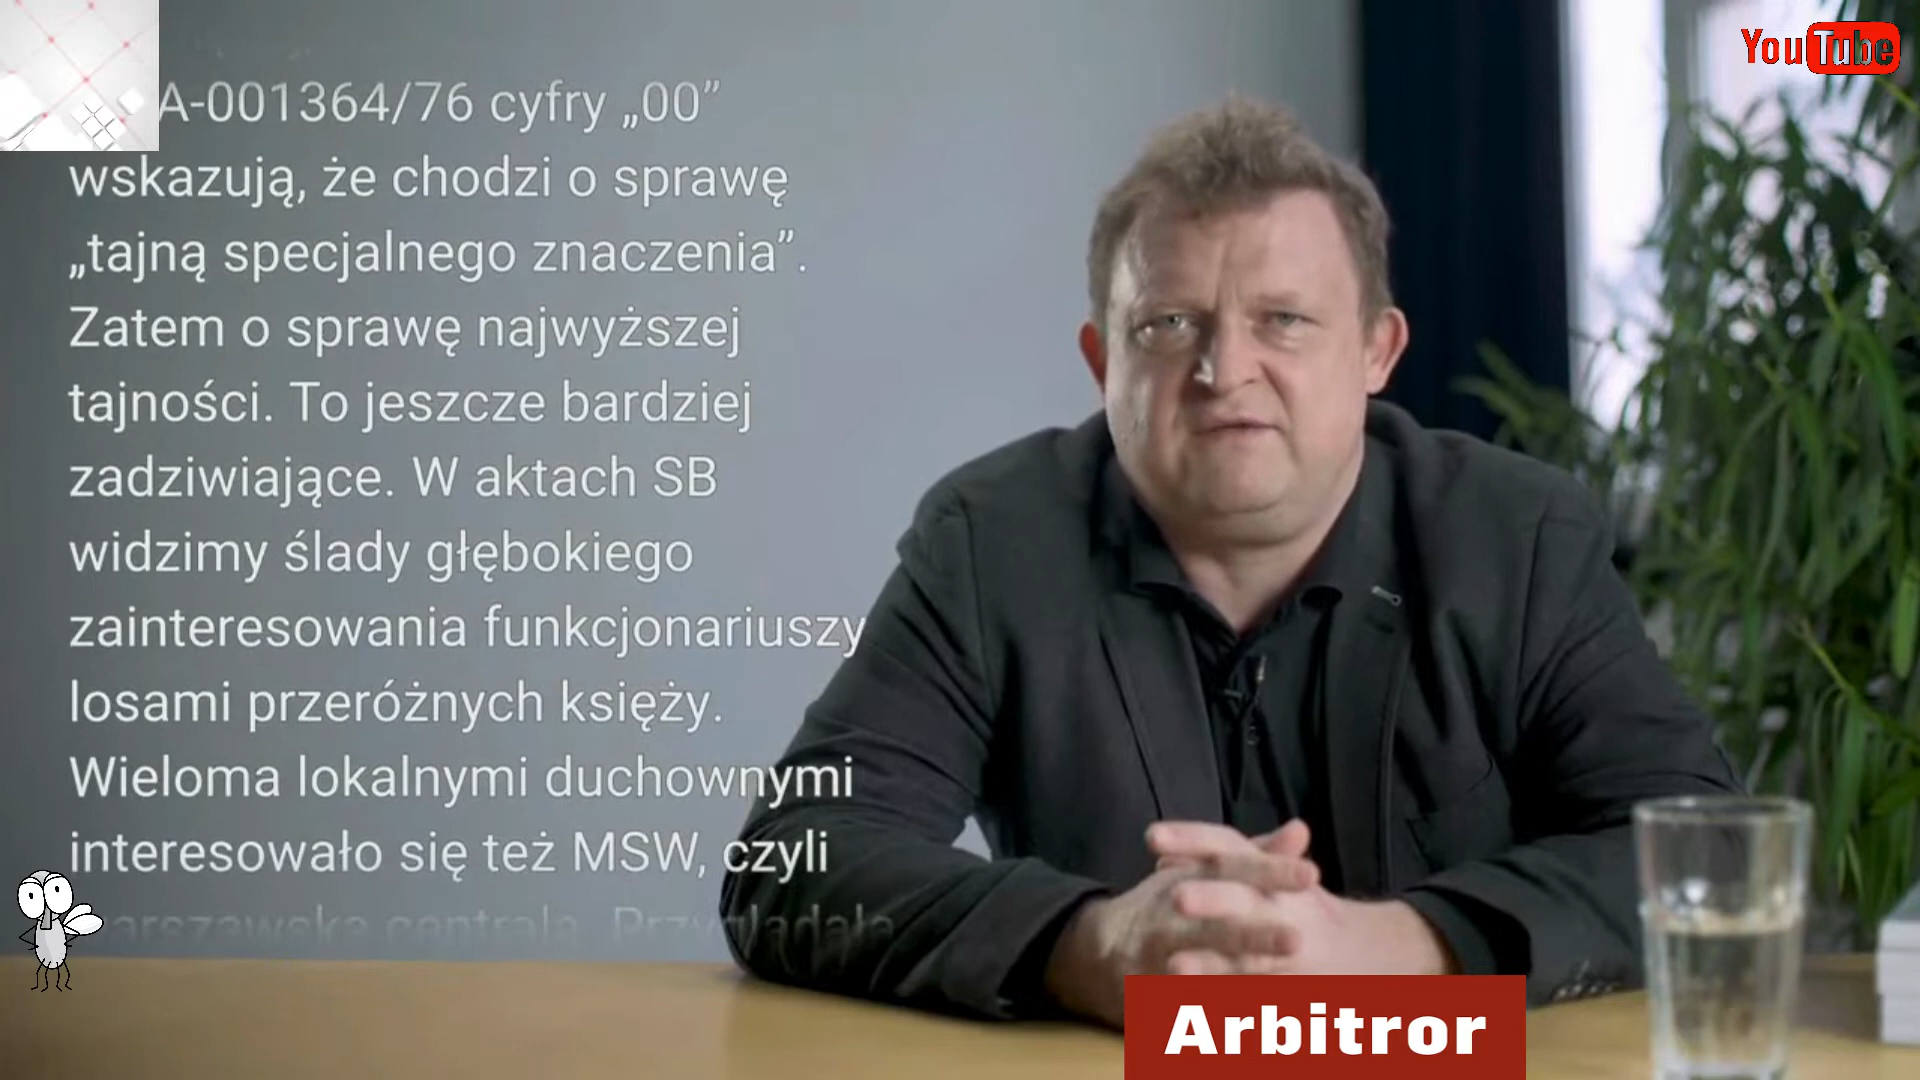 A-001364/76 cyfry „00”
wskazują, że chodzi o sprawę
„tajną specjalnego znaczenia”.
Zatem o sprawę najwyższej
tajności. To jeszcze bardziej
zadziwiające. W aktach SB
widzimy ślady głębokiego
zainteresowania funkcjonariuszy
losami przeróżnych księży.
Wieloma lokalnymi duchownymi
interesowało się też MSW, czyli
centrala. Przyglądała
YouTube
Arbitror